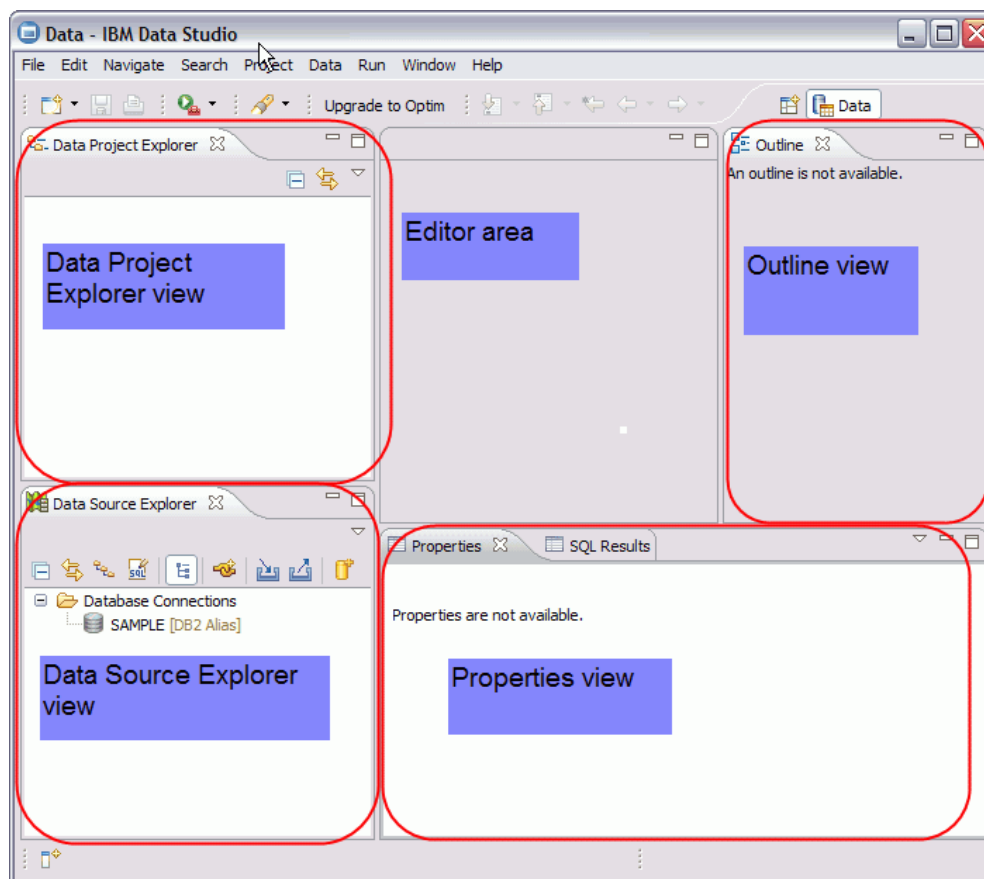 Data - IBM Data Studio
File Edit Navigate Search Project Data Run Window Help
Upgrade to Optim
Data
Data Project Explorer
Outline
An outline is not available.
Editor area
Data Project
Explorer view
Outline view
Data Source Explorer
Properties
SQL Results
SQL
Database Connections
SAMPLE [DB2 Alias]
Properties are not available.
Data Source Explorer
view
Properties view